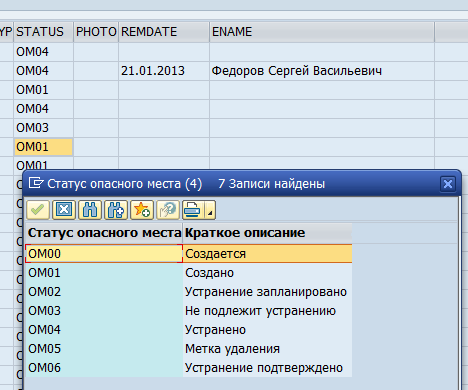 YP STATUS PHOTO REMDATE ENAME
OM04
OM04 21.01.2013 Федоров Сергей Васильевич
OM01
OM04
OM03
OM01
OM01
Статус опасного места (4) 7 Записи найдены
Статус опасного места Краткое описание
OM00 Создается
OM01 Создано
OM02 Устранение запланировано
OM03 Не подлежит устранению
OM04 Устранено
OM05 Метка удаления
OM06 Устранение подтверждено